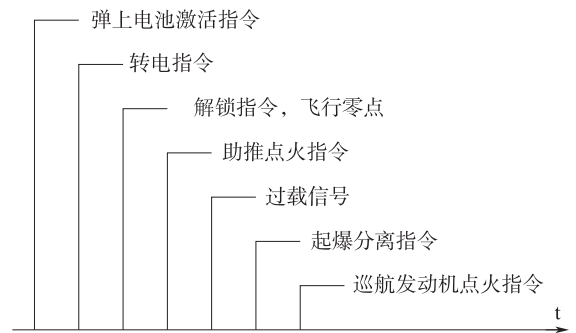 弹上电池激活指令
转电指令
解锁指令，飞行零点
助推点火指令
过载信号
起爆分离指令
巡航发动机点火指令
t